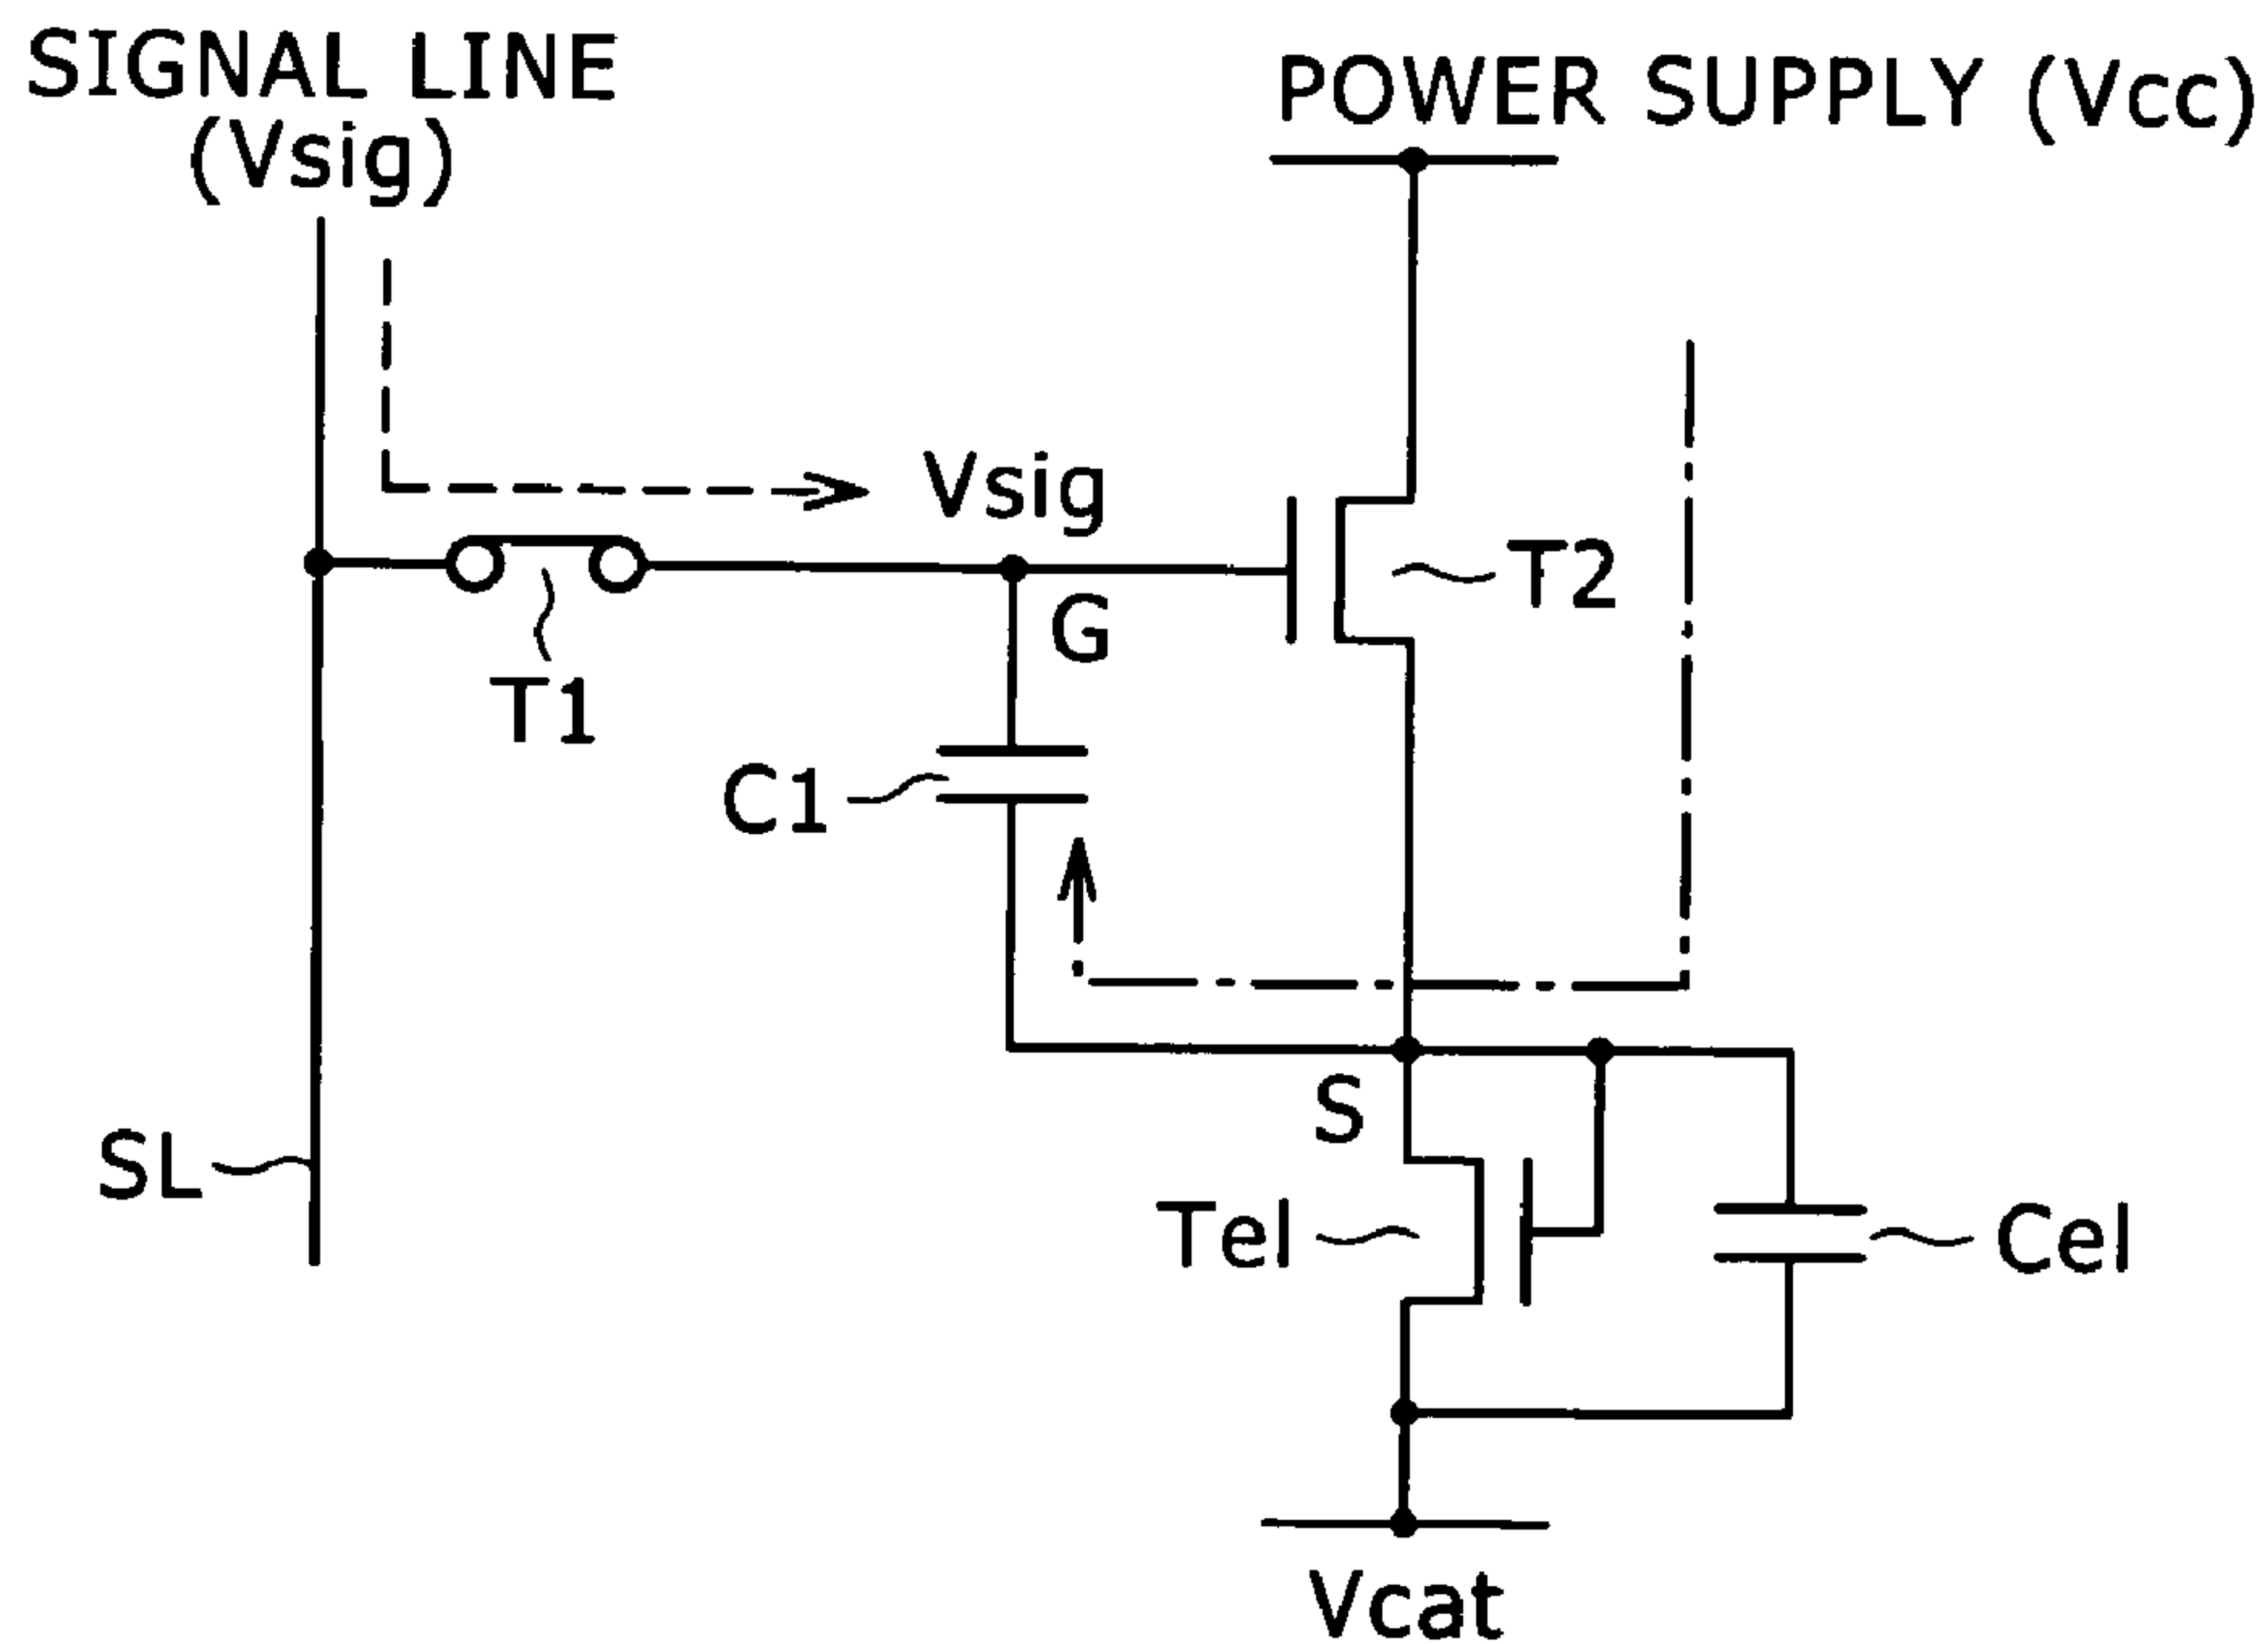 SIGNAL LINE
(Vsig)
POWER SUPPLY (Vcc)
Vsig
T2
G
T1
C1
S
SL
Tel
Cel
Vcat